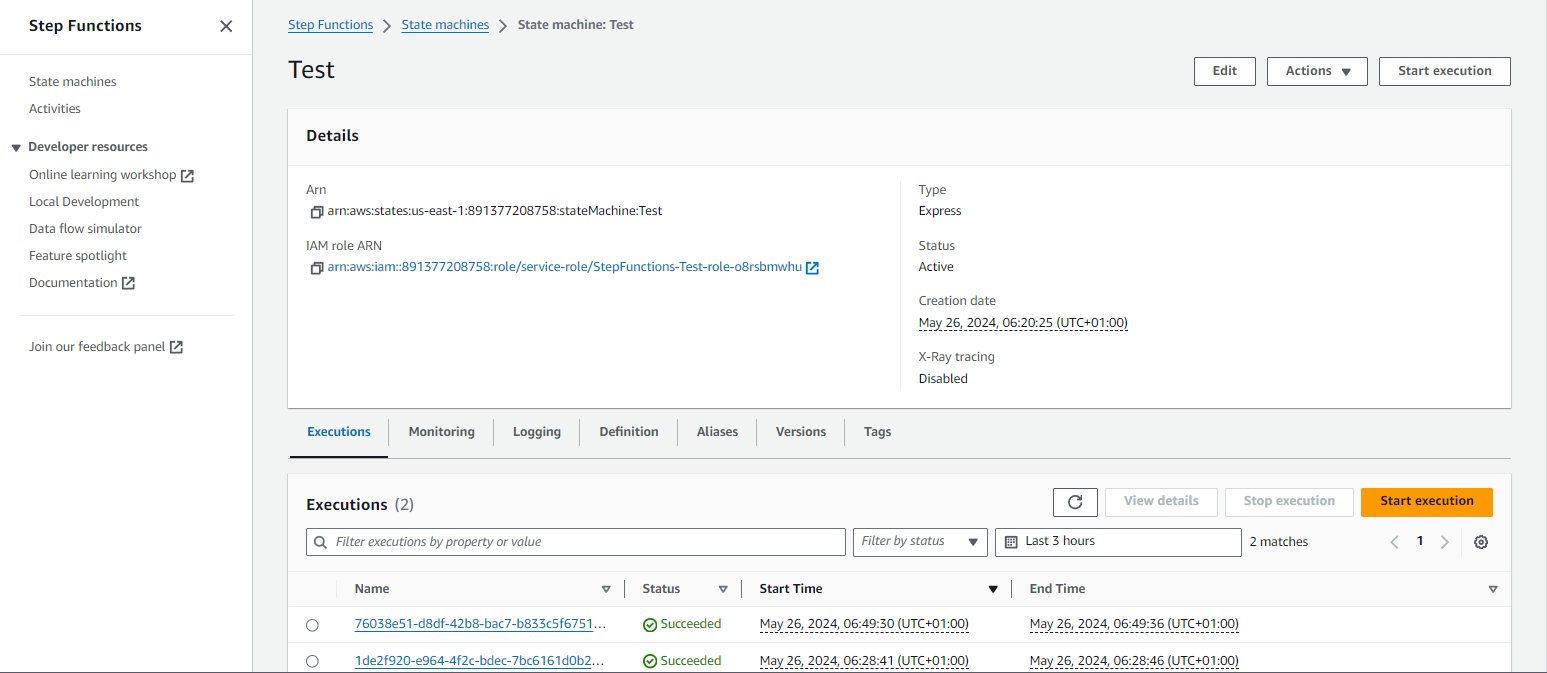 Step Functions
State machines
Activities
Developer resources
Online learning workshop
Local Development
Data flow simulator
Feature spotlight
Documentation
Join our feedback panel
Step Functions State machines State machine: Test
Test
Edit Actions Start execution
Details
Arn
arn:aws:states:us-east-1:891377208758:stateMachine:Test
IAM role ARN
arn:aws:iam::891377208758:role/service-role/StepFunctions-Test-role-o8rsbmwhu
Type
Express
Status
Active
Creation date
May 26, 2024, 06:20:25 (UTC+01:00)
X-Ray tracing
Disabled
Executions Monitoring Logging Definition Aliases Versions Tags
Executions (2)
View details Stop execution Start execution
Filter executions by property or value Filter by status Last 3 hours 2 matches 1
Name Status Start Time End Time
76038e51-d8df-42b8-bac7-b833c5f6751... Succeeded May 26, 2024, 06:49:30 (UTC+01:00) May 26, 2024, 06:49:36 (UTC+01:00)
1de2f920-e964-4f2c-bdec-7bc6161d0b2... Succeeded May 26, 2024, 06:28:41 (UTC+01:00) May 26, 2024, 06:28:46 (UTC+01:00)